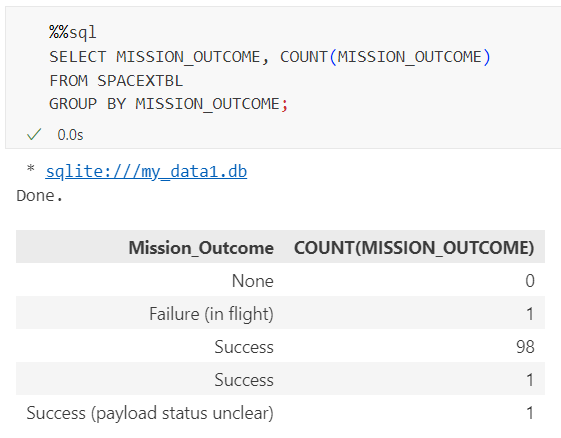 %%sql
SELECT MISSION_OUTCOME, COUNT(MISSION_OUTCOME)
FROM SPACEXTBL
GROUP BY MISSION_OUTCOME;
0.0s
* sqlite:///my_data1.db
Done.
Mission_Outcome COUNT(MISSION_OUTCOME)
None 0
Failure (in flight) 1
Success 98
Success 1
Success (payload status unclear) 1